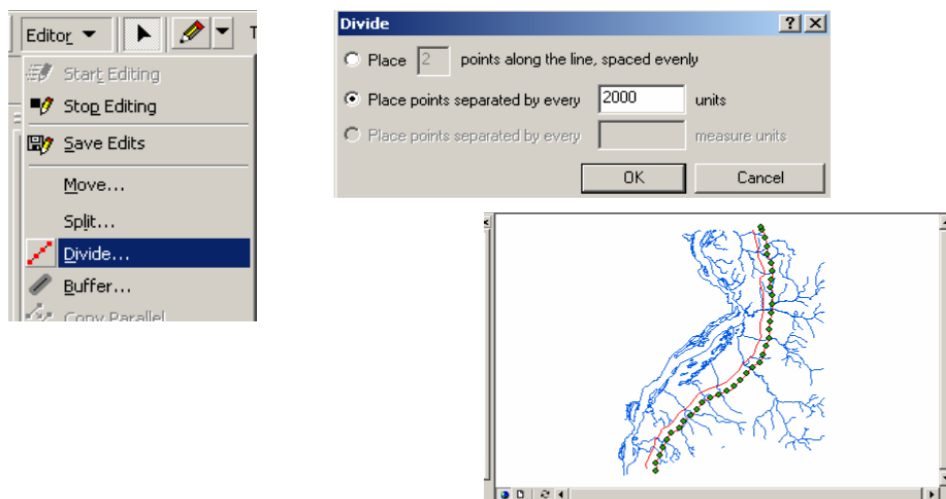 Editor
Start Editing
Stop Editing
Save Edits
Move...
Split...
Divide...
Buffer...
Copy Parallel
Divide
Place 2 points along the line, spaced evenly
Place points separated by every 2000 units
Place points separated by every measure units
OK Cancel